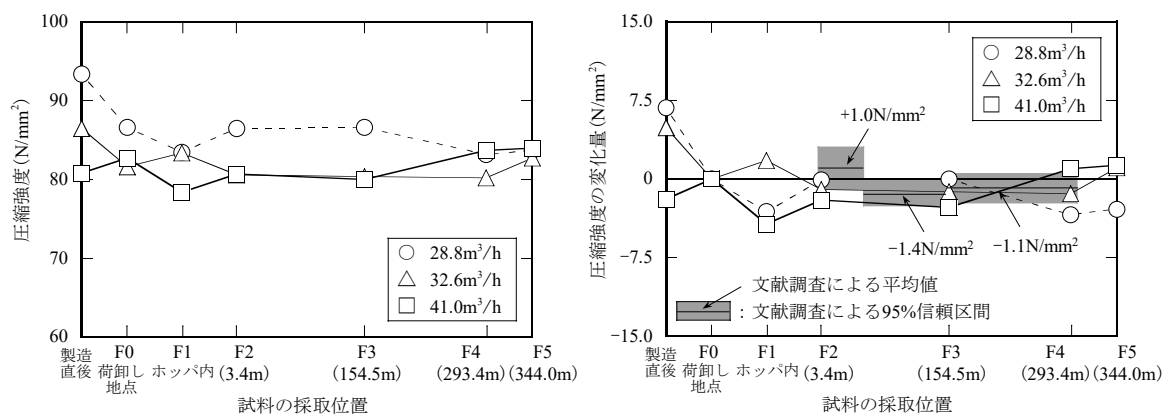 100
90
80
70
60
圧縮強度(N/mm²)
28.8m³/h
32.6m³/h
41.0m³/h
製造直後
F0
荷卸し地点
F1
ホッパ内
F2
(3.4m)
F3
(154.5m)
F4
(293.4m)
F5
(344.0m)
試料の採取位置
15.0
7.5
0
−7.5
−15.0
圧縮強度の変化量(N/mm²)
28.8m³/h
32.6m³/h
41.0m³/h
+1.0N/mm²
−1.4N/mm²
−1.1N/mm²
文献調査による平均値
:文献調査による95%信頼区間
製造直後
F0
荷卸し地点
F1
ホッパ内
F2
(3.4m)
F3
(154.5m)
F4
(293.4m)
F5
(344.0m)
試料の採取位置